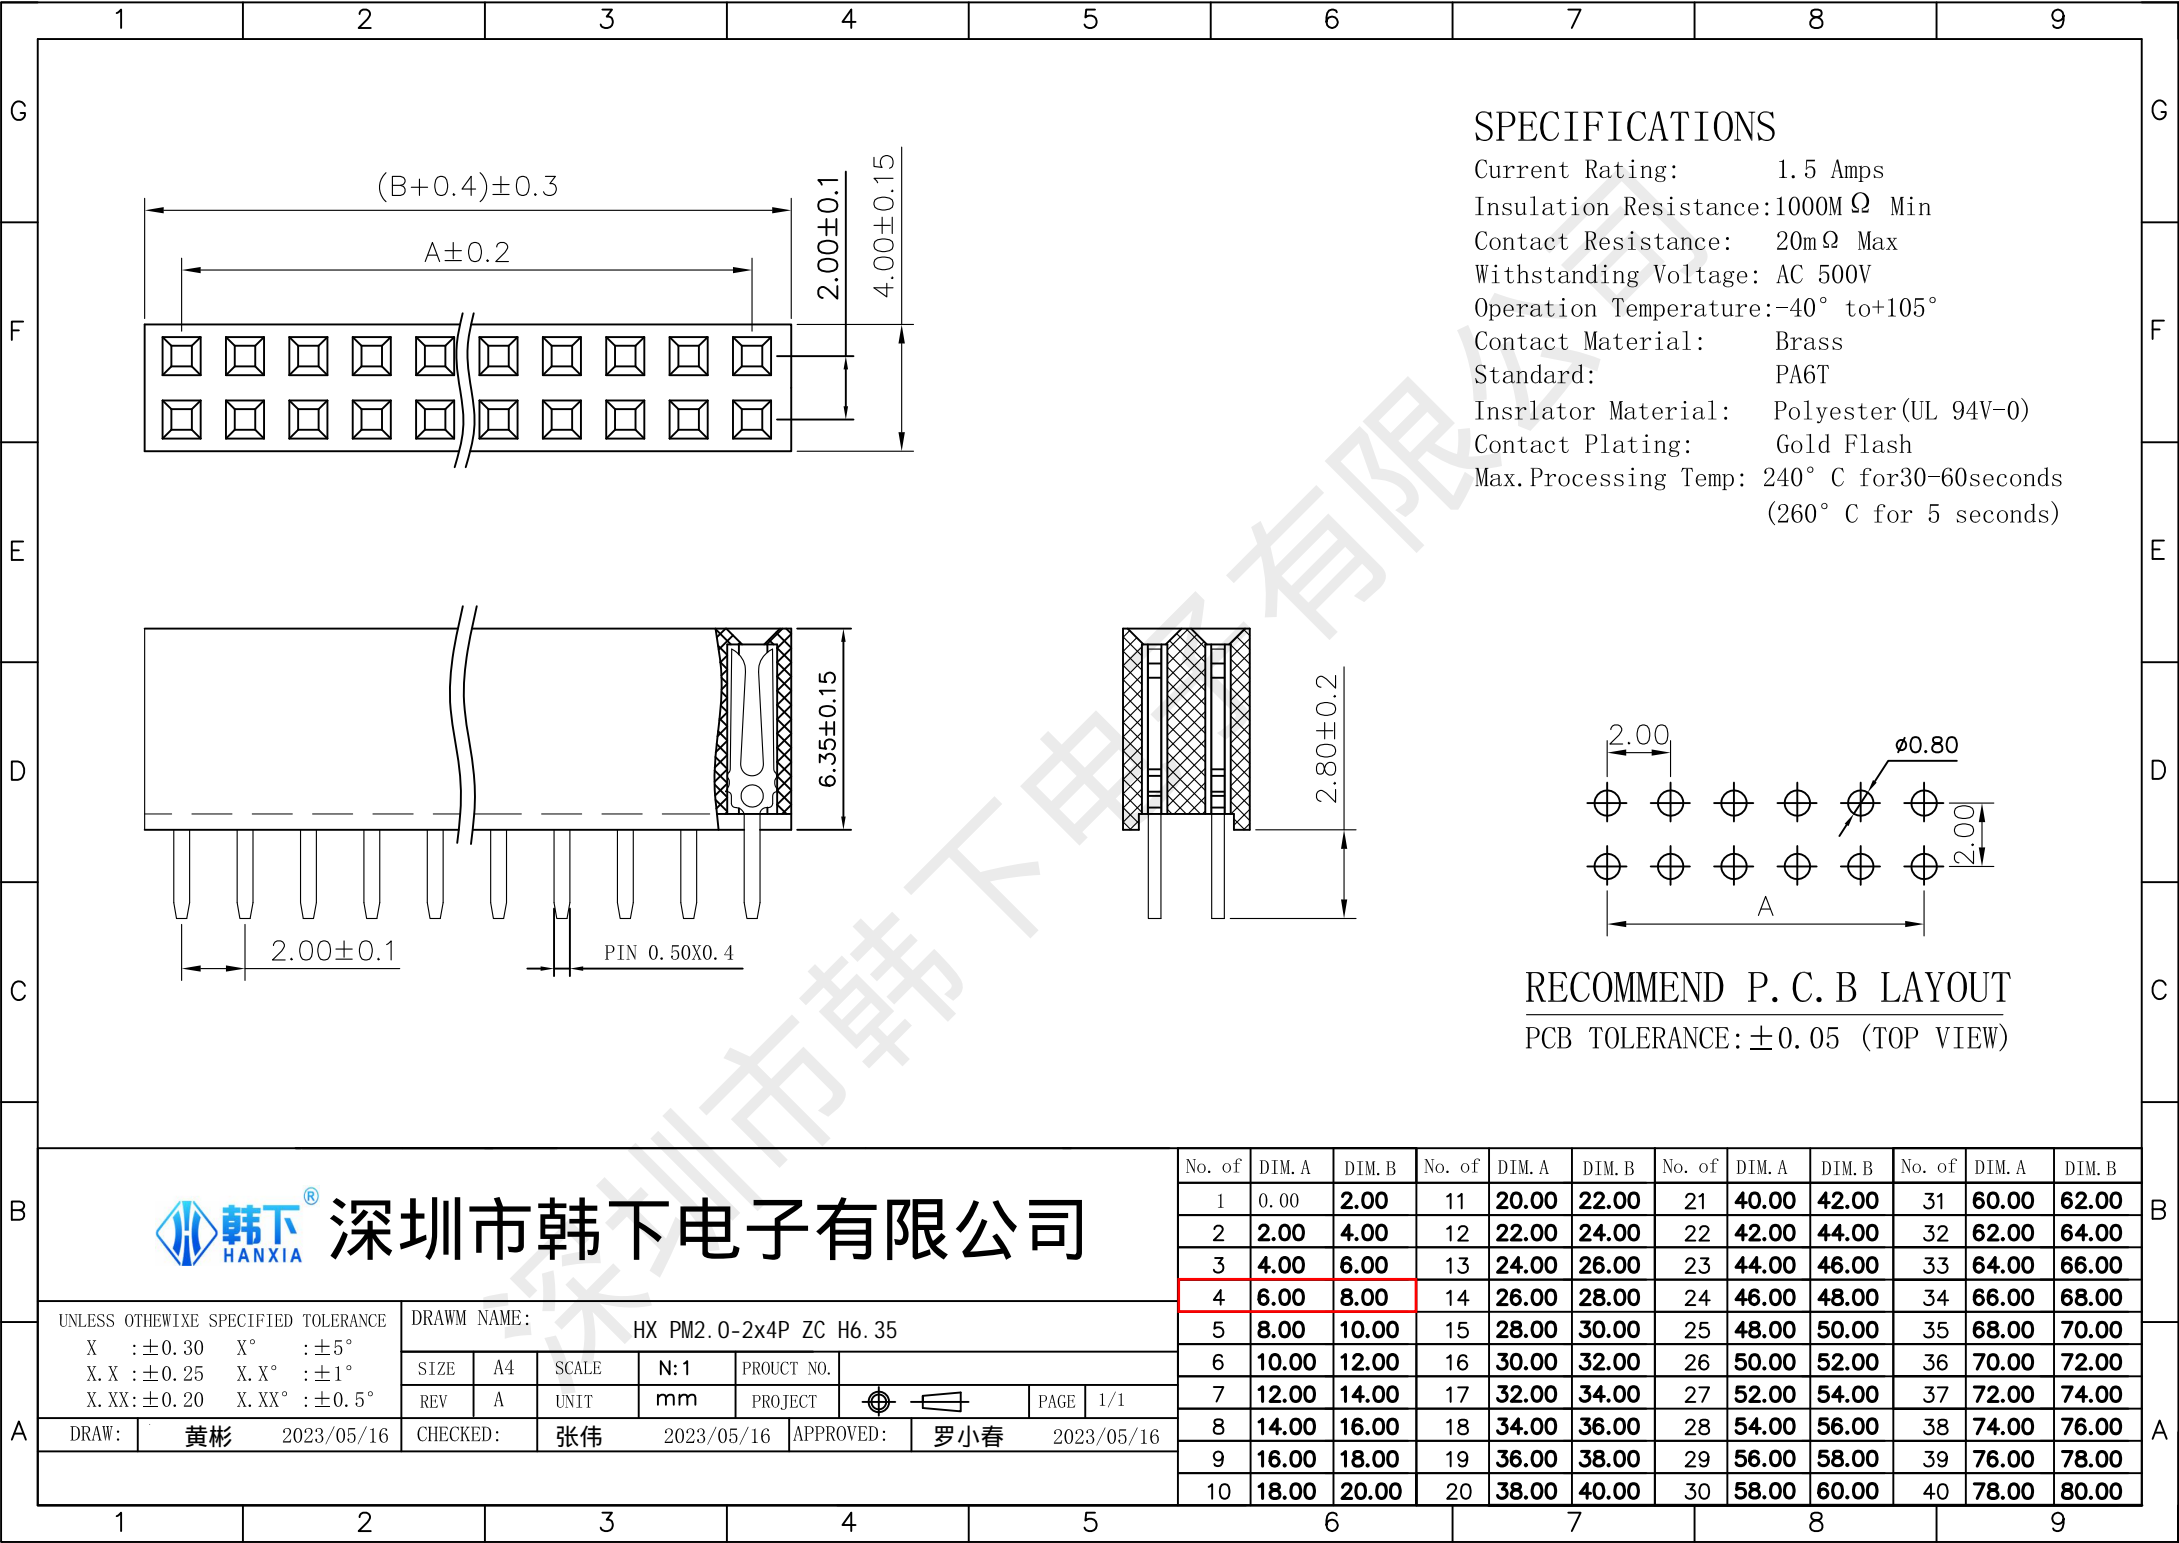 1 2 3 4 5 6 7 8 9
G G
F F
E E
D D
C C
B B
A A
(B+0.4)±0.3
A±0.2
2.00±0.1
4.00±0.15
SPECIFICATIONS
Current Rating: 1.5 Amps
Insulation Resistance:1000MΩ Min
Contact Resistance: 20mΩ Max
Withstanding Voltage: AC 500V
Operation Temperature:-40° to+105°
Contact Material: Brass
Standard: PA6T
Insrlator Material: Polyester(UL 94V-0)
Contact Plating: Gold Flash
Max.Processing Temp: 240°C for30-60seconds
(260°C for 5 seconds)
6.35±0.15
2.00±0.1
PIN 0.50X0.4
2.80±0.2
2.00
ø0.80
2.00
A
RECOMMEND P.C.B LAYOUT
PCB TOLERANCE:±0.05 (TOP VIEW)
深圳市韩下电子有限公司
韩下®
HANXIA
深圳市韩下电子有限公司
UNLESS OTHEWIXE SPECIFIED TOLERANCE
X :±0.30 X° :±5°
X.X :±0.25 X.X° :±1°
X.XX:±0.20 X.XX° :±0.5°
DRAWM NAME:
HX PM2.0-2x4P ZC H6.35
SIZE A4 SCALE N:1 PROUCT NO.
REV A UNIT mm PROJECT PAGE 1/1
DRAW: 黄彬 2023/05/16 CHECKED: 张伟 2023/05/16 APPROVED: 罗小春 2023/05/16
No. of DIM.A DIM.B No. of DIM.A DIM.B No. of DIM.A DIM.B No. of DIM.A DIM.B
1 0.00 2.00 11 20.00 22.00 21 40.00 42.00 31 60.00 62.00
2 2.00 4.00 12 22.00 24.00 22 42.00 44.00 32 62.00 64.00
3 4.00 6.00 13 24.00 26.00 23 44.00 46.00 33 64.00 66.00
4 6.00 8.00 14 26.00 28.00 24 46.00 48.00 34 66.00 68.00
5 8.00 10.00 15 28.00 30.00 25 48.00 50.00 35 68.00 70.00
6 10.00 12.00 16 30.00 32.00 26 50.00 52.00 36 70.00 72.00
7 12.00 14.00 17 32.00 34.00 27 52.00 54.00 37 72.00 74.00
8 14.00 16.00 18 34.00 36.00 28 54.00 56.00 38 74.00 76.00
9 16.00 18.00 19 36.00 38.00 29 56.00 58.00 39 76.00 78.00
10 18.00 20.00 20 38.00 40.00 30 58.00 60.00 40 78.00 80.00
1 2 3 4 5 6 7 8 9